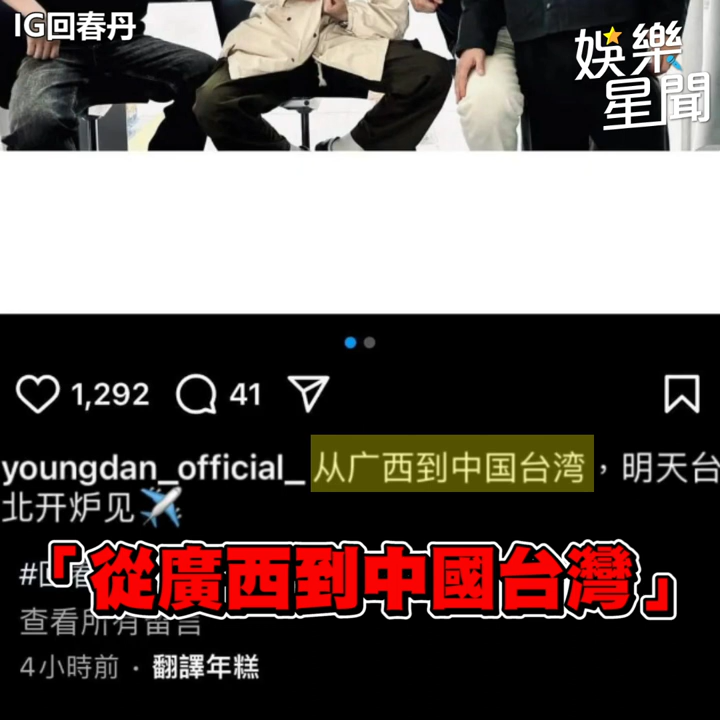 IG回春丹
娛樂
星聞
1,292 41
youngdan_official_ 从广西到中国台湾，明天台
北开炉见✈️
「從廣西到中國台灣」
查看所有留言
4小時前 · 翻譯年糕